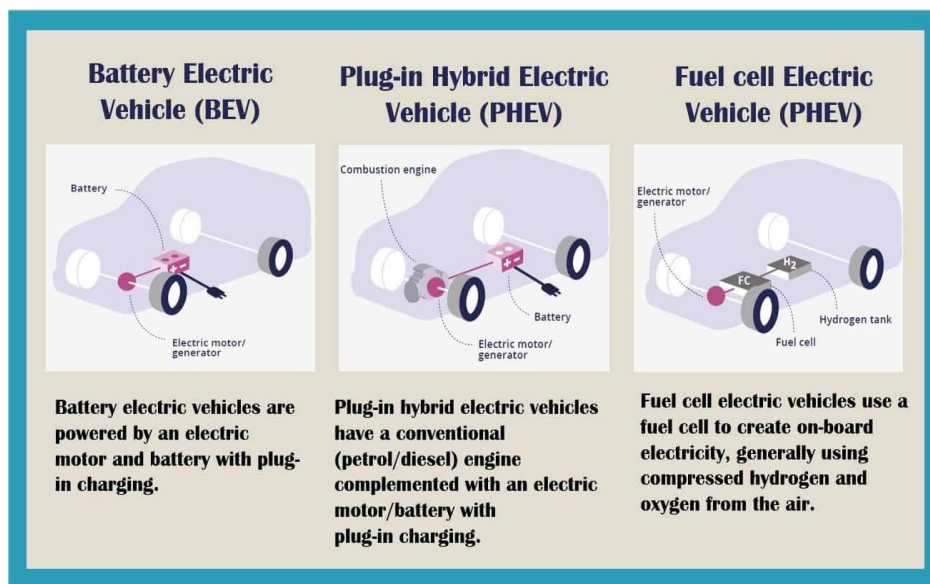 Battery Electric
Vehicle (BEV)
Battery
+ -
Electric motor/
generator
Battery electric vehicles are
powered by an electric
motor and battery with plug-
in charging.
Plug-in Hybrid Electric
Vehicle (PHEV)
Combustion engine
+ -
Battery
Electric motor/
generator
Plug-in hybrid electric vehicles
have a conventional
(petrol/diesel) engine
complemented with an electric
motor/battery with
plug-in charging.
Fuel cell Electric
Vehicle (PHEV)
Electric motor/
generator
H2
FC
Hydrogen tank
Fuel cell
Fuel cell electric vehicles use a
fuel cell to create on-board
electricity, generally using
compressed hydrogen and
oxygen from the air.